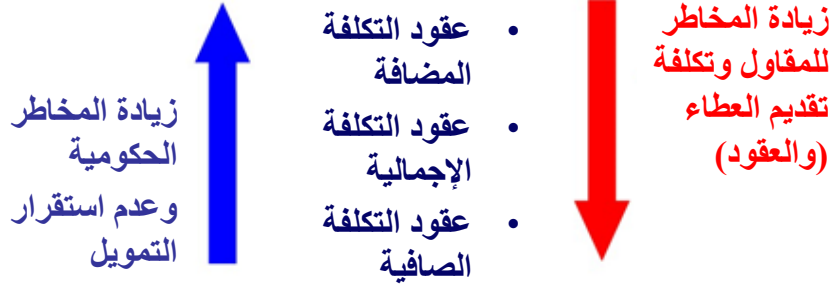 زيادة المخاطر
للمقاول وتكلفة
تقديم العطاء
(والعقود)
• عقود التكلفة
المضافة
• عقود التكلفة
الإجمالية
• عقود التكلفة
الصافية
زيادة المخاطر
الحكومية
وعدم استقرار
التمويل